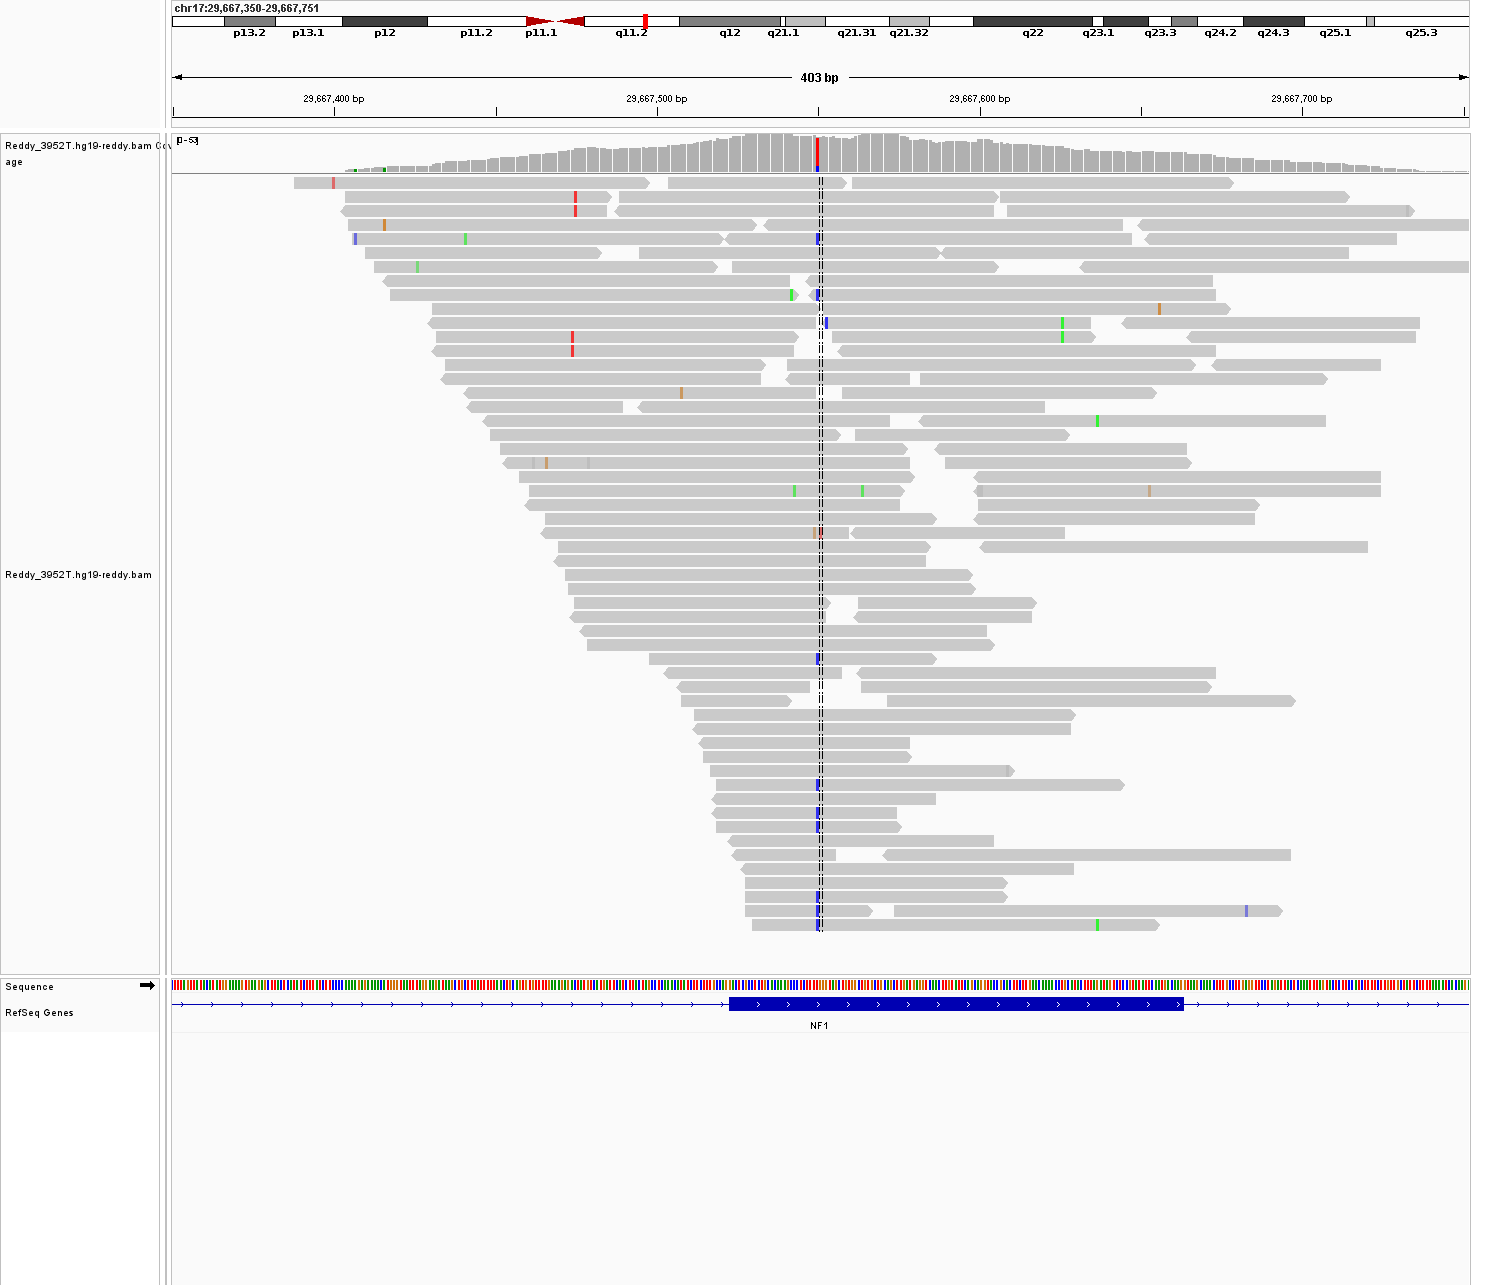 chr17:29,667,350-29,667,751
p13.2 p13.1 p12 p11.2 p11.1 q11.2 q12 q21.1 q21.31 q21.32 q22 q23.1 q23.3 q24.2 q24.3 q25.1 q25.3
403 bp
29,667,400 bp 29,667,500 bp 29,667,600 bp 29,667,700 bp
[0-53]
Reddy_3952T.hg19-reddy.bam Cov
age
Reddy_3952T.hg19-reddy.bam
Sequence
RefSeq Genes
NF1